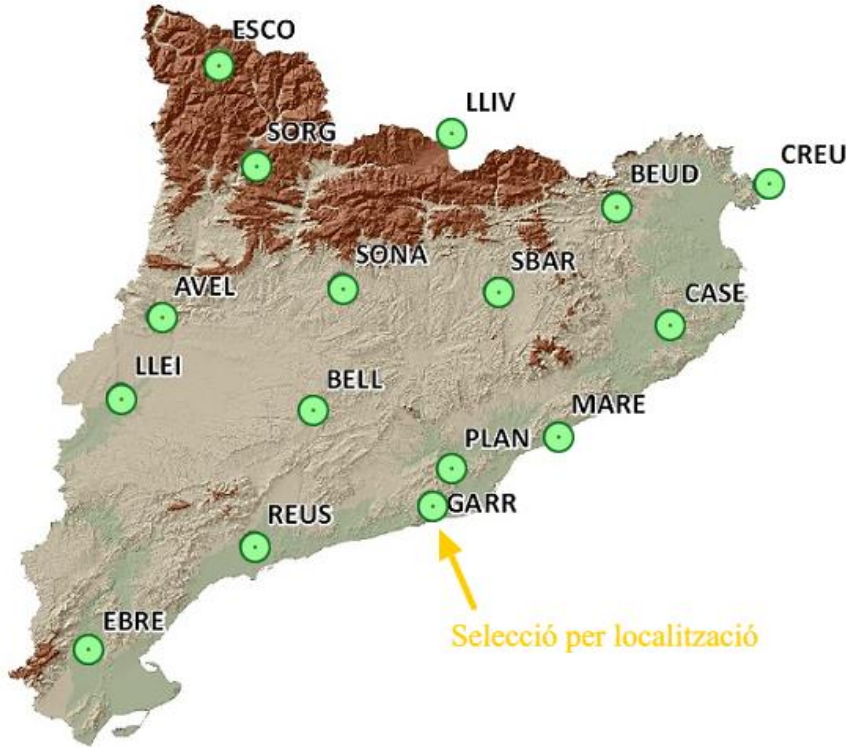 ESCO
LLIV
SORG
CREU
BEUD
SONA
SBAR
AVEL
CASE
LLEI
BELL
MARE
PLAN
GARR
REUS
EBRE
Selecció per localització